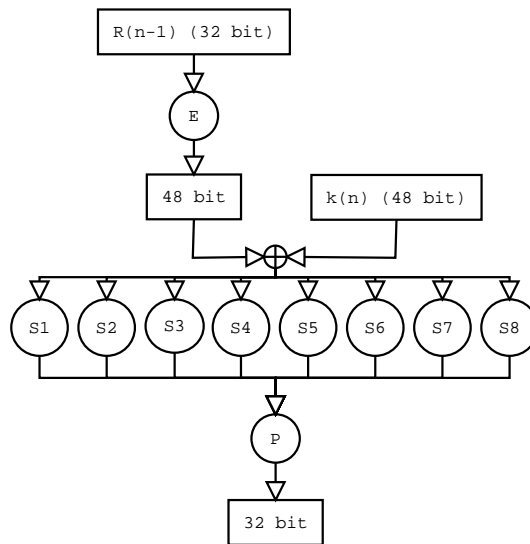 R(n-1) (32 bit)
E
48 bit
k(n) (48 bit)
S1 S2 S3 S4 S5 S6 S7 S8
P
32 bit